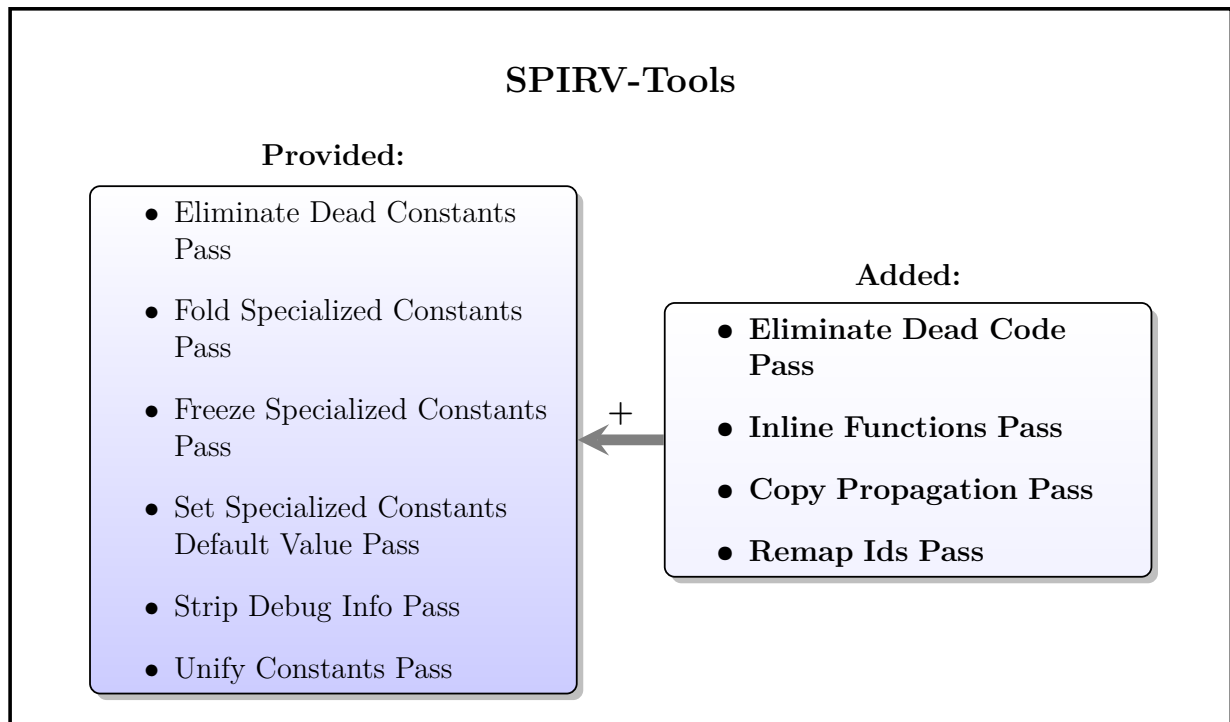 SPIRV-Tools
Provided:
• Eliminate Dead Constants
Pass
• Fold Specialized Constants
Pass
• Freeze Specialized Constants
Pass
• Set Specialized Constants
Default Value Pass
• Strip Debug Info Pass
• Unify Constants Pass
+
Added:
• Eliminate Dead Code
Pass
• Inline Functions Pass
• Copy Propagation Pass
• Remap Ids Pass